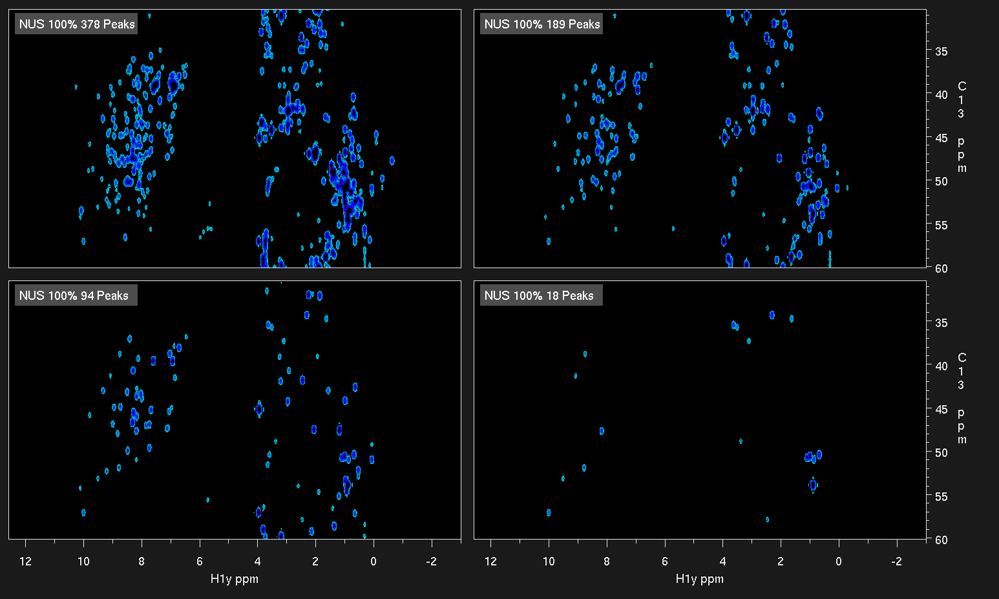 NUS 100% 378 Peaks
NUS 100% 189 Peaks
35
40
45
50
55
60
C
1
3
p
p
m
NUS 100% 94 Peaks
NUS 100% 18 Peaks
35
40
45
50
55
60
C
1
3
p
p
m
12 10 8 6 4 2 0 -2
12 10 8 6 4 2 0 -2
H1y ppm
H1y ppm